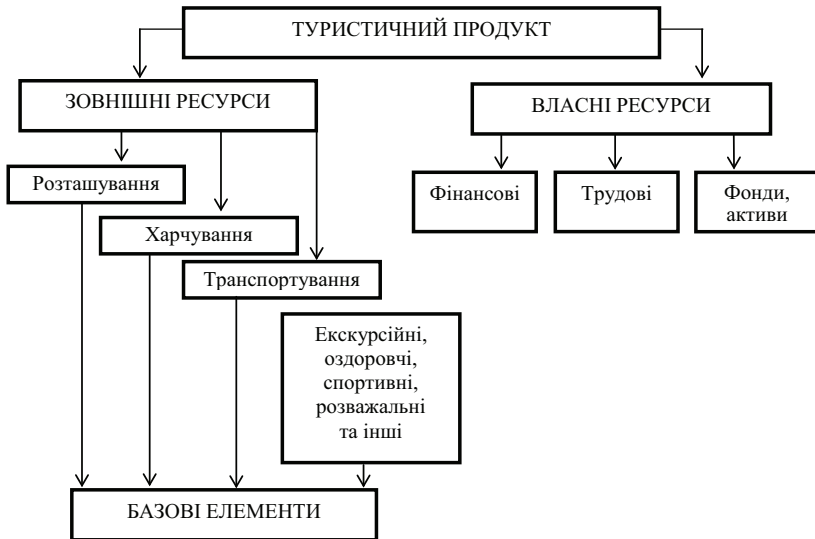 ТУРИСТИЧНИЙ ПРОДУКТ
ЗОВНІШНІ РЕСУРСИ
ВЛАСНІ РЕСУРСИ
Розташування
Харчування
Транспортування
Фінансові
Трудові
Фонди,
активи
Екскурсійні,
оздоровчі,
спортивні,
розважальні
та інші
БАЗОВІ ЕЛЕМЕНТИ